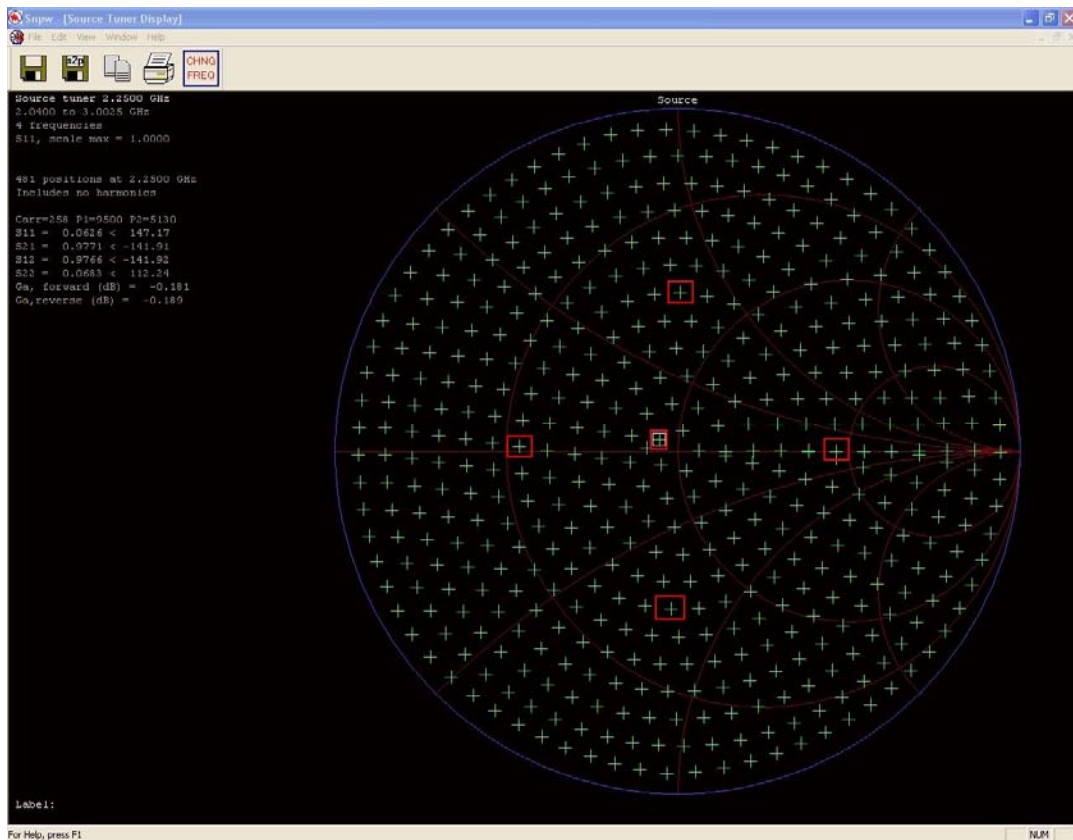 Snpw - [Source Tuner Display]
File Edit View Window Help
s2p
CHNG
FREQ
Source tuner 2.2500 GHz
2.0400 to 3.0025 GHz
4 frequencies
S11, scale max = 1.0000
481 positions at 2.2500 GHz
Includes no harmonics
Carr=258 P1=9500 P2=5130
S11 = 0.0626 < 147.17
S21 = 0.9771 < -141.91
S12 = 0.9766 < -141.92
S22 = 0.0683 < 112.24
Ga, forward (dB) = -0.181
Ga,reverse (dB) = -0.189
Source
Label:
For Help, press F1
NUM